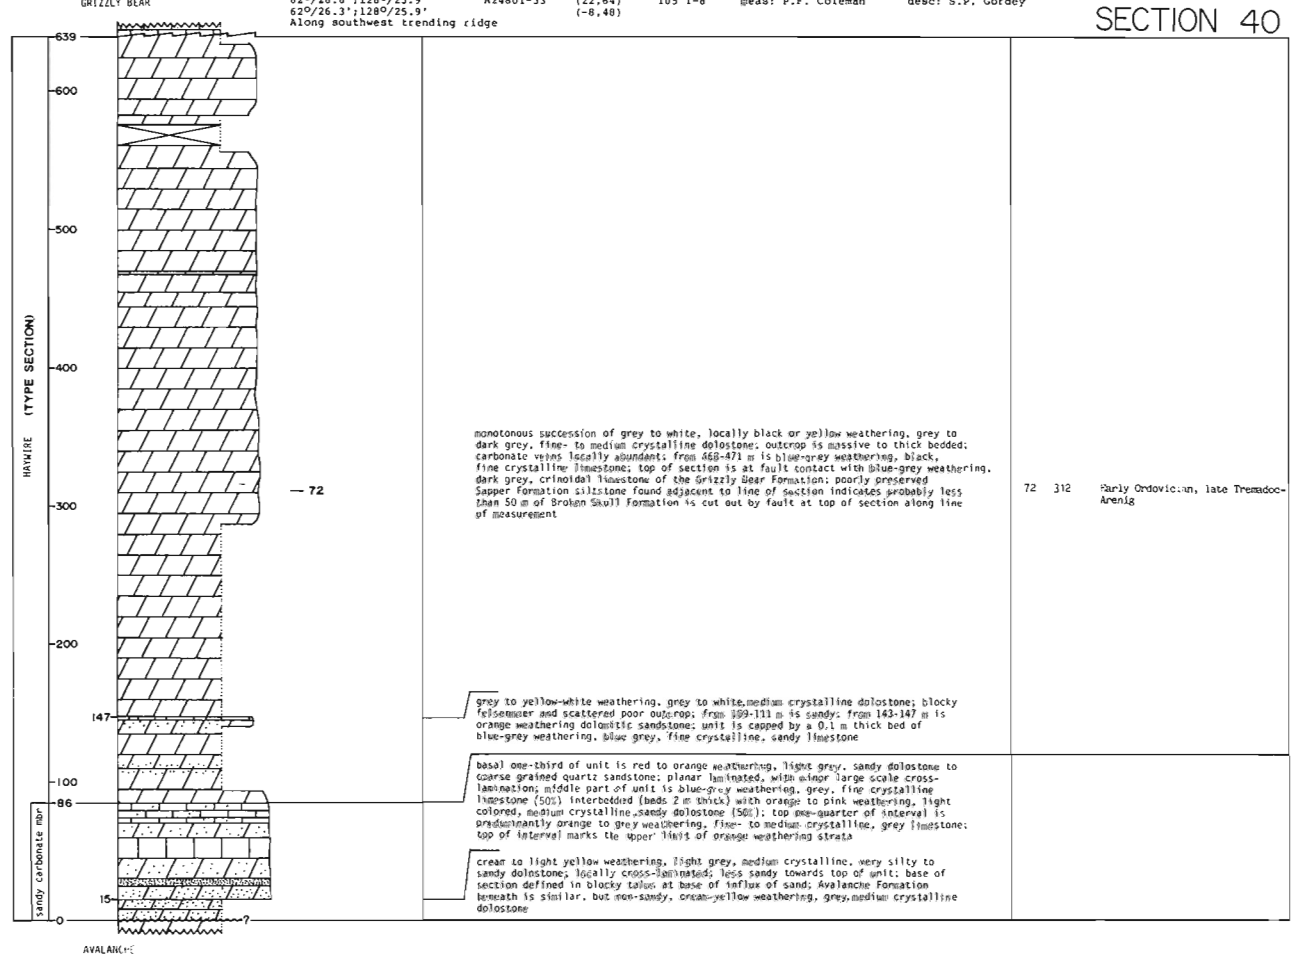 GRIZZLY BEAR
62°/26.3';128°/25.9'
(22,64)
(-8,48)
meas: P.F. Coleman
desc: S.P. Gordey
Along southwest trending ridge
SECTION 40
639
600
500
400
300
200
147
100
86
15
0
?
HAYWIRE (TYPE SECTION)
sandy carbonate mbr
AVALANCHE
72
monotonous succession of grey to white, locally black or yellow weathering, grey to
dark grey, fine- to medium crystalline dolostone; outcrop is massive to thick bedded;
carbonate veins locally abundant; from 468-471 m is blue-grey weathering, black,
fine crystalline limestone; top of section is at fault contact with blue-grey weathering,
dark grey, crinoidal limestone of the Grizzly Bear Formation; poorly preserved
Sapper Formation siltstone found adjacent to line of section indicates probably less
than 50 m of Broken Skull Formation is cut out by fault at top of section along line
of measurement
72 312 Early Ordovician, late Tremadoc-
Arenig
grey to yellow-white weathering, grey to white,medium crystalline dolostone; blocky
felsenmeer and scattered poor outcrop; from 109-111 m is sandy; from 143-147 m is
orange weathering dolomitic sandstone; unit is capped by a 0.1 m thick bed of
blue-grey weathering, blue grey, fine crystalline, sandy limestone
basal one-third of unit is red to orange weathering, light grey, sandy dolostone to
coarse grained quartz sandstone; planar laminated, with minor large scale cross-
lamination; middle part of unit is blue-grey weathering, grey, fine crystalline
limestone (50%) interbedded (beds 2 m thick) with orange to pink weathering, light
colored, medium crystalline,sandy dolostone (50%); top one-quarter of interval is
predominantly orange to grey weathering, fine- to medium-crystalline, grey limestone;
top of interval marks the upper limit of orange weathering strata
cream to light yellow weathering, light grey, medium crystalline, very silty to
sandy dolostone; locally cross-laminated; less sandy towards top of unit; base of
section defined in blocky talus at base of influx of sand; Avalanche Formation
beneath is similar, but non-sandy, cream-yellow weathering, grey,medium crystalline
dolostone